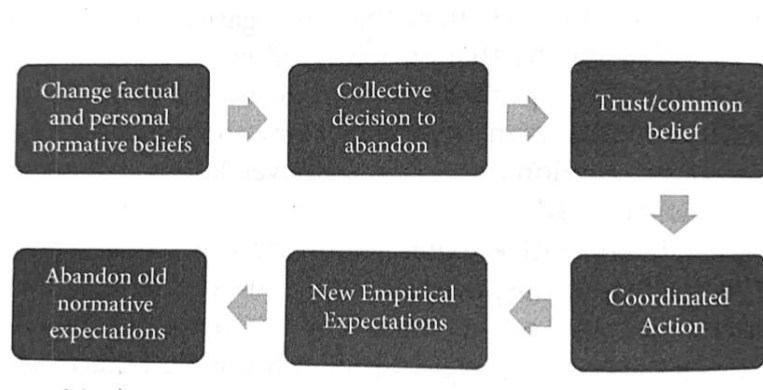 Change factual
and personal
normative beliefs
Collective
decision to
abandon
Trust/common
belief
Coordinated
Action
New Empirical
Expectations
Abandon old
normative
expectations